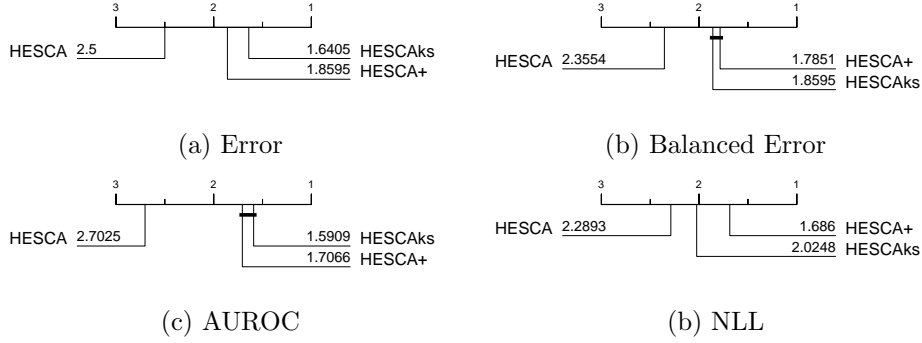 3 2 1
HESCA 2.5 1.6405 HESCAks
1.8595 HESCA+
(a) Error
3 2 1
HESCA 2.3554 1.7851 HESCA+
1.8595 HESCAks
(b) Balanced Error
3 2 1
HESCA 2.7025 1.5909 HESCAks
1.7066 HESCA+
(c) AUROC
3 2 1
HESCA 2.2893 1.686 HESCA+
2.0248 HESCAks
(b) NLL